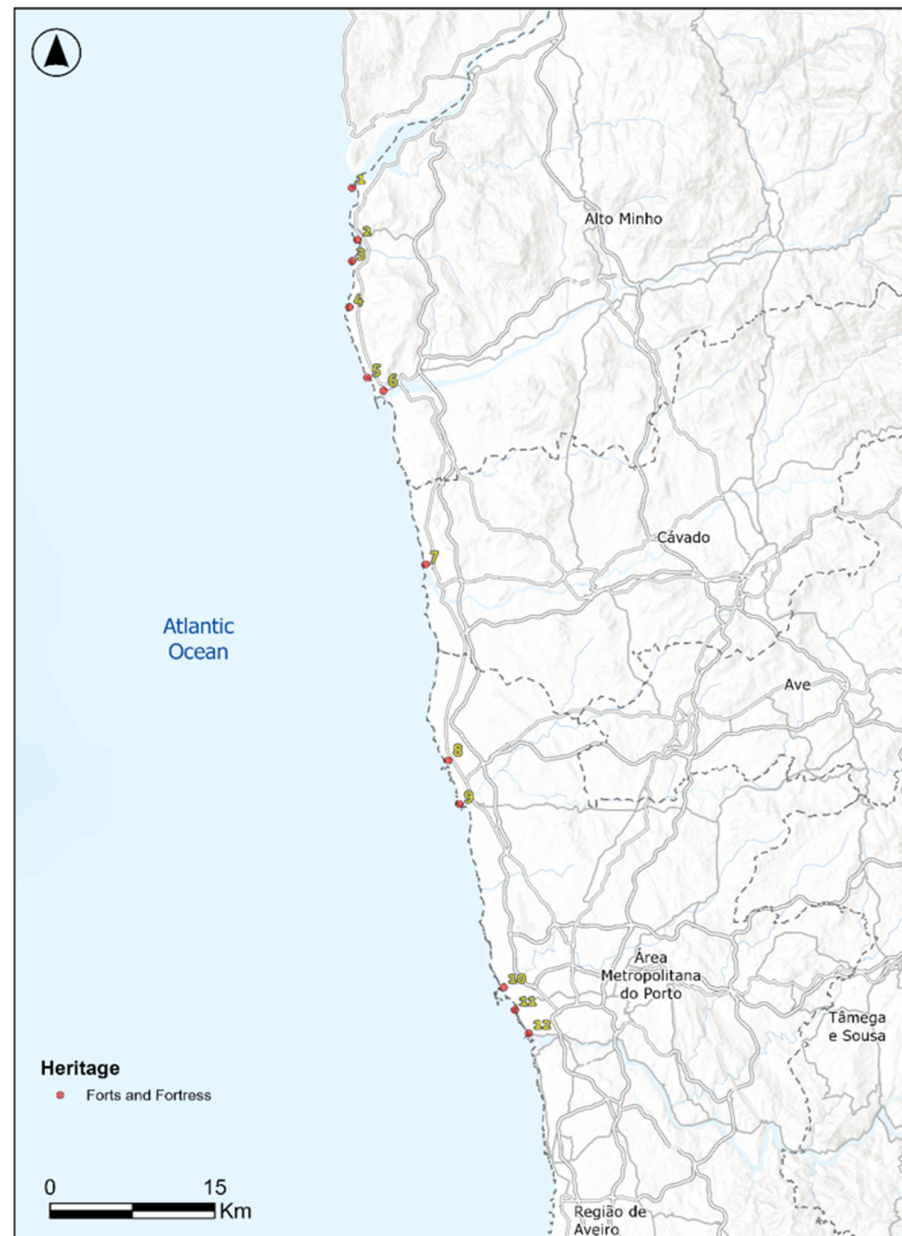 1
Alto Minho
2
3
4
5
6
Cávado
7
Atlantic
Ocean
Ave
8
9
Área
Metropolitana
do Porto
10
11
Tâmega
e Sousa
12
Heritage
Forts and Fortress
0 15
Km
Região de
Aveiro